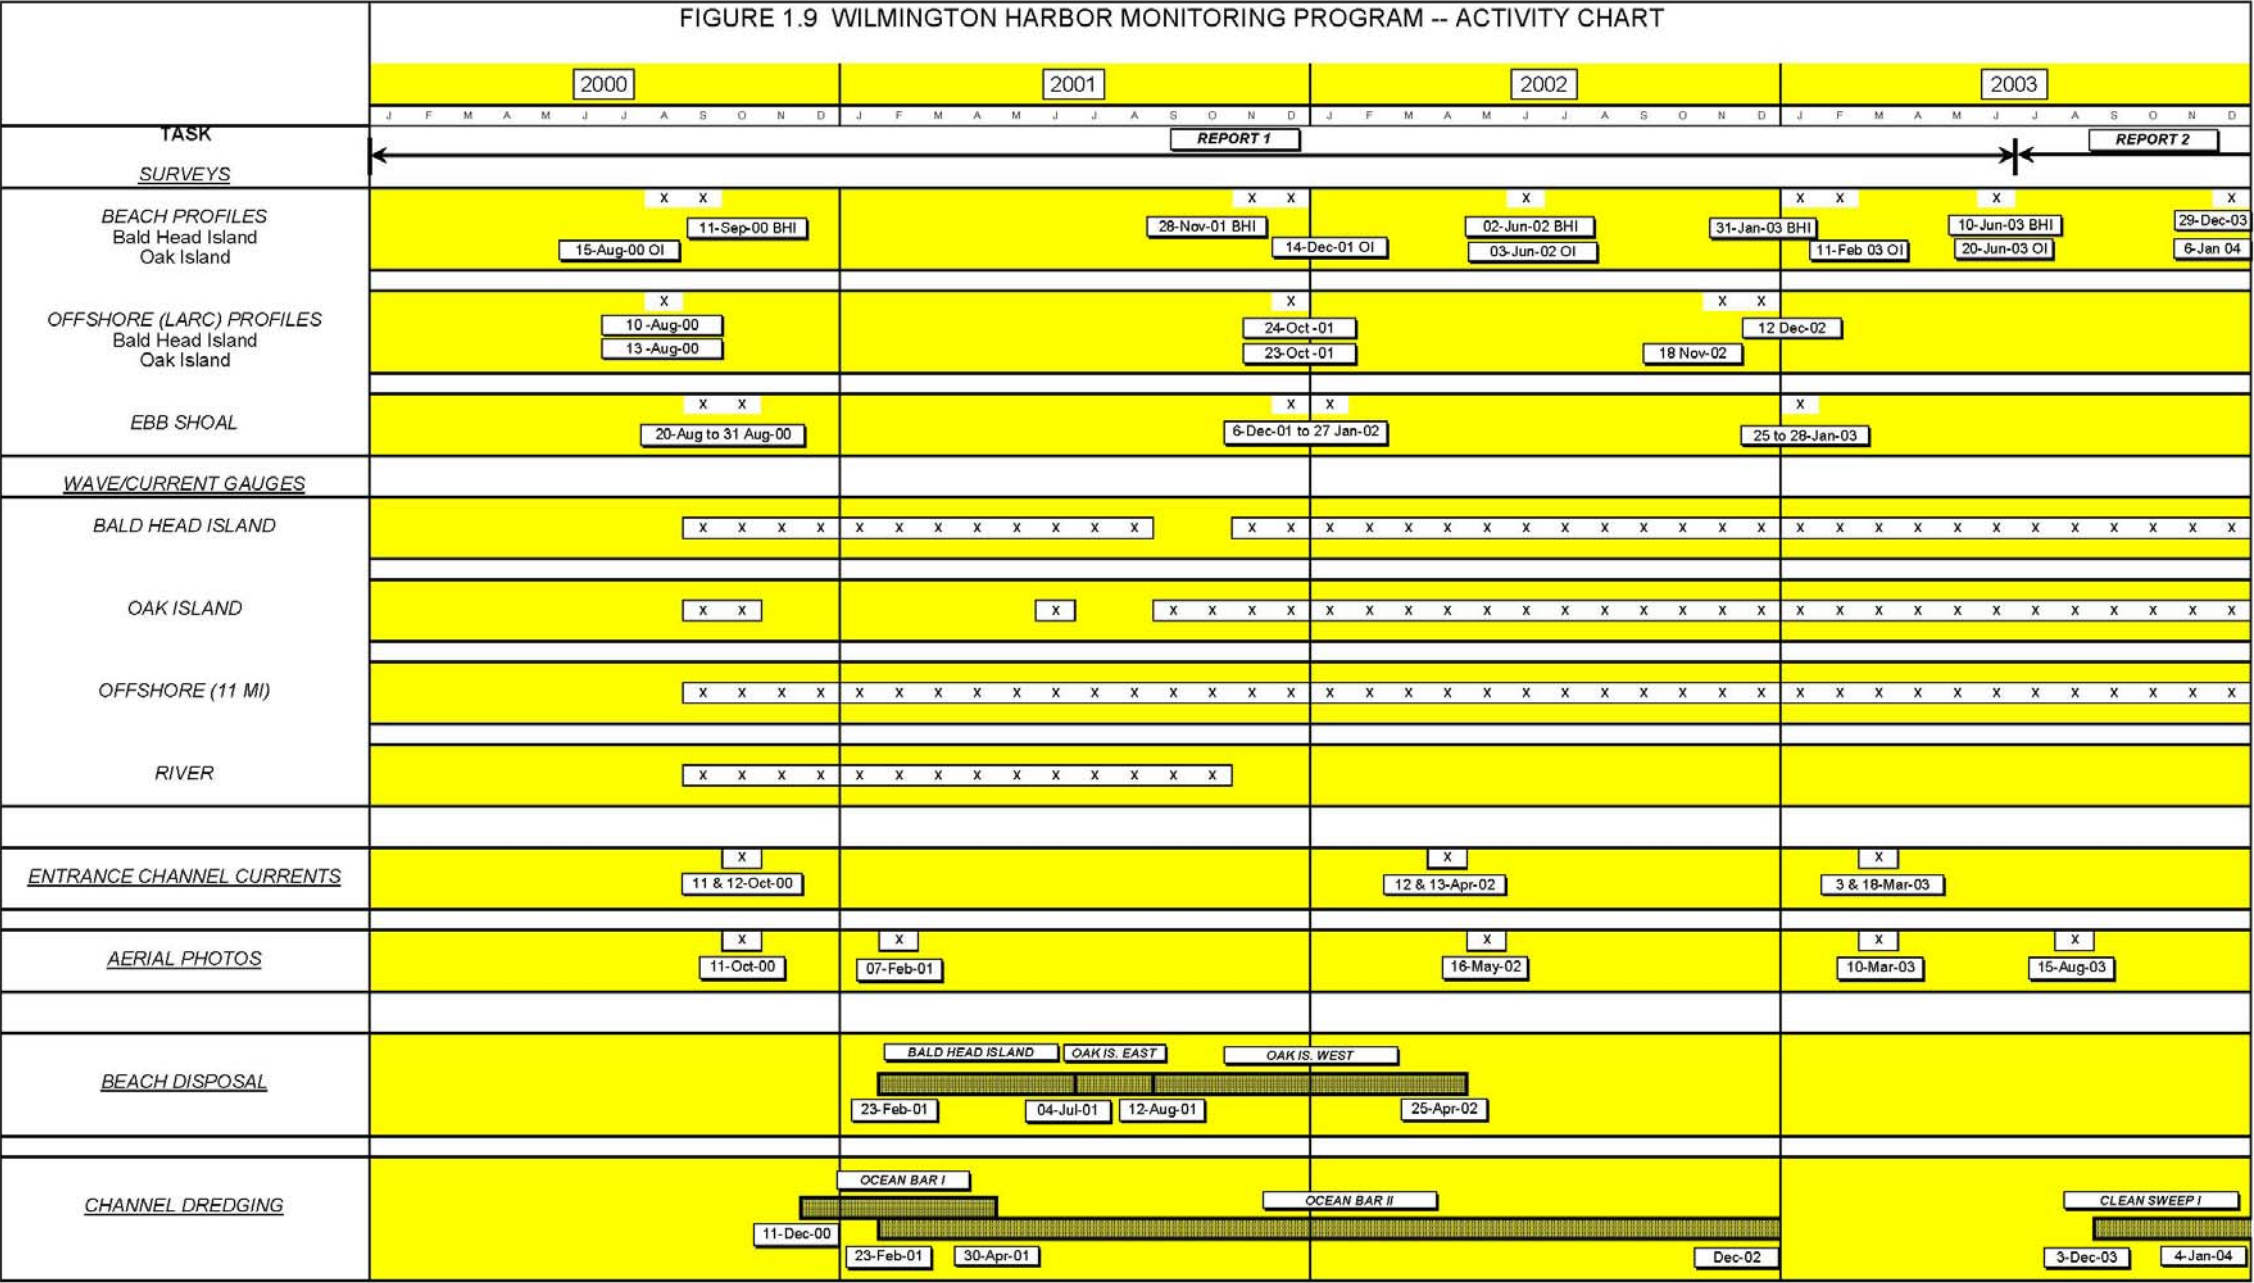 FIGURE 1.9 WILMINGTON HARBOR MONITORING PROGRAM -- ACTIVITY CHART
2000 2001 2002 2003
J F M A M J J A S O N D J F M A M J J A S O N D J F M A M J J A S O N D J F M A M J J A S O N D
TASK
REPORT 1 REPORT 2
SURVEYS
X X X X X X X X X
BEACH PROFILES
Bald Head Island
Oak Island
11-Sep-00 BHI 28-Nov-01 BHI 02-Jun-02 BHI 31-Jan-03 BHI 10-Jun-03 BHI 29-Dec-03
15-Aug-00 OI 14-Dec-01 OI 03-Jun-02 OI 11-Feb 03 OI 20-Jun-03 OI 6-Jan 04
X X X X
OFFSHORE (LARC) PROFILES
Bald Head Island
Oak Island
10 -Aug-00 24-Oct -01 12 Dec-02
13 -Aug-00 23-Oct -01 18 Nov-02
X X X X X
EBB SHOAL
20-Aug to 31 Aug-00 6-Dec-01 to 27 Jan-02 25 to 28-Jan-03
WAVE/CURRENT GAUGES
BALD HEAD ISLAND X X X X X X X X X X X X X X X X X X X X X X X X X X X X X X X X X X X X X X
OAK ISLAND X X X X X X X X X X X X X X X X X X X X X X X X X X X X X X X
OFFSHORE (11 MI) X X X X X X X X X X X X X X X X X X X X X X X X X X X X X X X X X X X X X X X X
RIVER X X X X X X X X X X X X X X
X X X
ENTRANCE CHANNEL CURRENTS 11 & 12-Oct-00 12 & 13-Apr-02 3 & 18-Mar-03
X X X X X
AERIAL PHOTOS 11-Oct-00 07-Feb-01 16-May-02 10-Mar-03 15-Aug-03
BALD HEAD ISLAND OAK IS. EAST OAK IS. WEST
BEACH DISPOSAL
23-Feb-01 04-Jul-01 12-Aug-01 25-Apr-02
OCEAN BAR I
OCEAN BAR II CLEAN SWEEP I
CHANNEL DREDGING
11-Dec-00
23-Feb-01 30-Apr-01 Dec-02 3-Dec-03 4-Jan-04